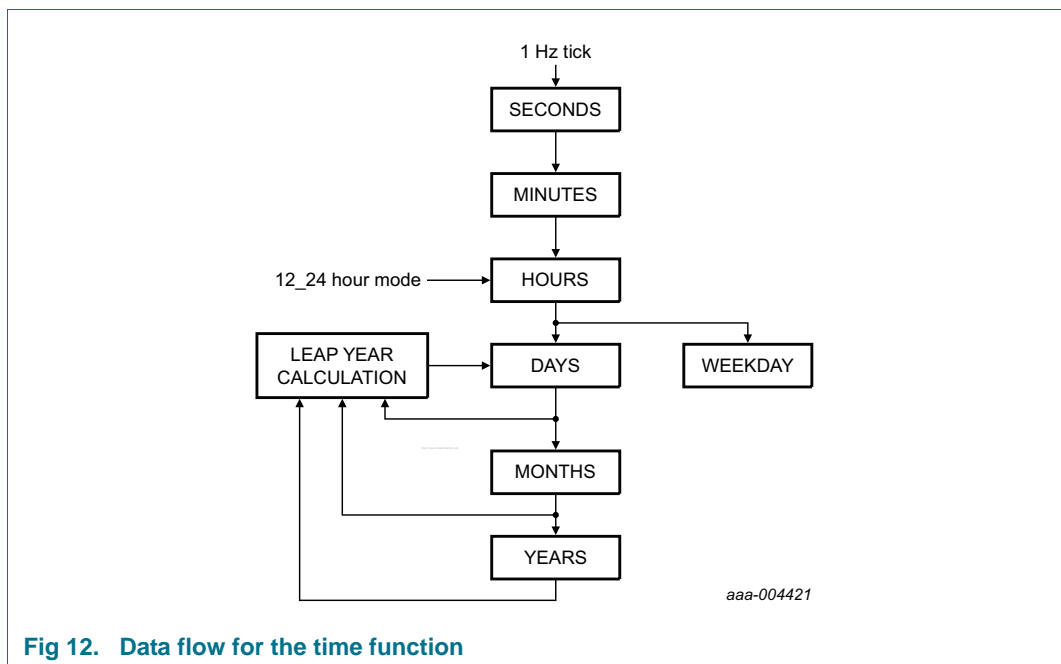 1 Hz tick
SECONDS
MINUTES
12_24 hour mode
HOURS
LEAP YEAR
CALCULATION
DAYS
WEEKDAY
MONTHS
YEARS
aaa-004421
Fig 12. Data flow for the time function